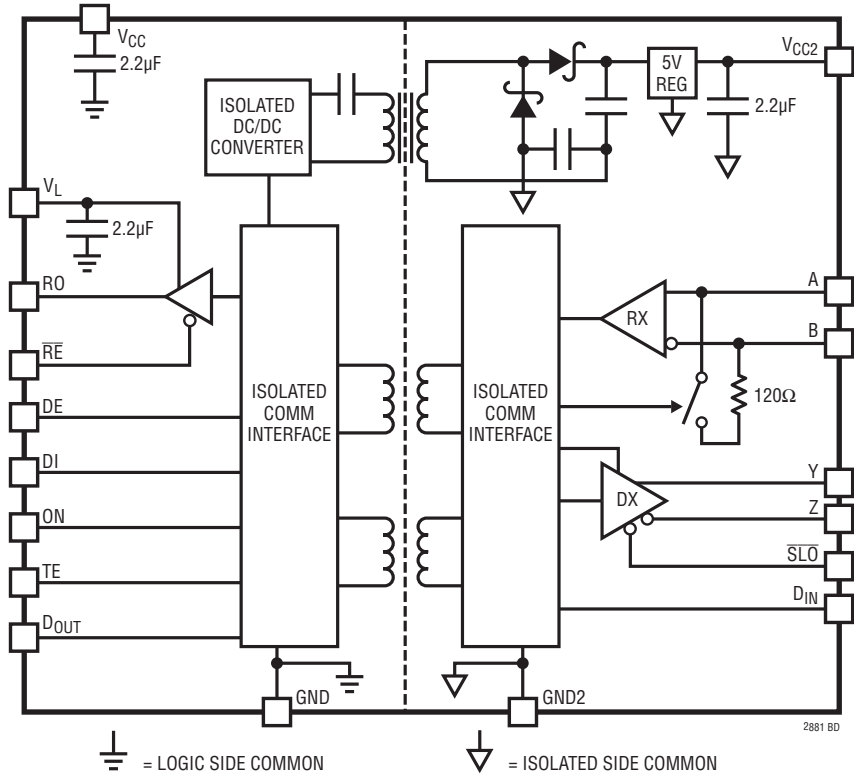 VCC
2.2µF
ISOLATED
DC/DC
CONVERTER
5V
REG
VCC2
2.2µF
VL
2.2µF
RO
R̅E̅
DE
DI
ON
TE
DOUT
ISOLATED
COMM
INTERFACE
ISOLATED
COMM
INTERFACE
RX
A
B
120Ω
DX
Y
Z
S̅L̅O̅
DIN
GND
GND2
2881 BD
= LOGIC SIDE COMMON
= ISOLATED SIDE COMMON